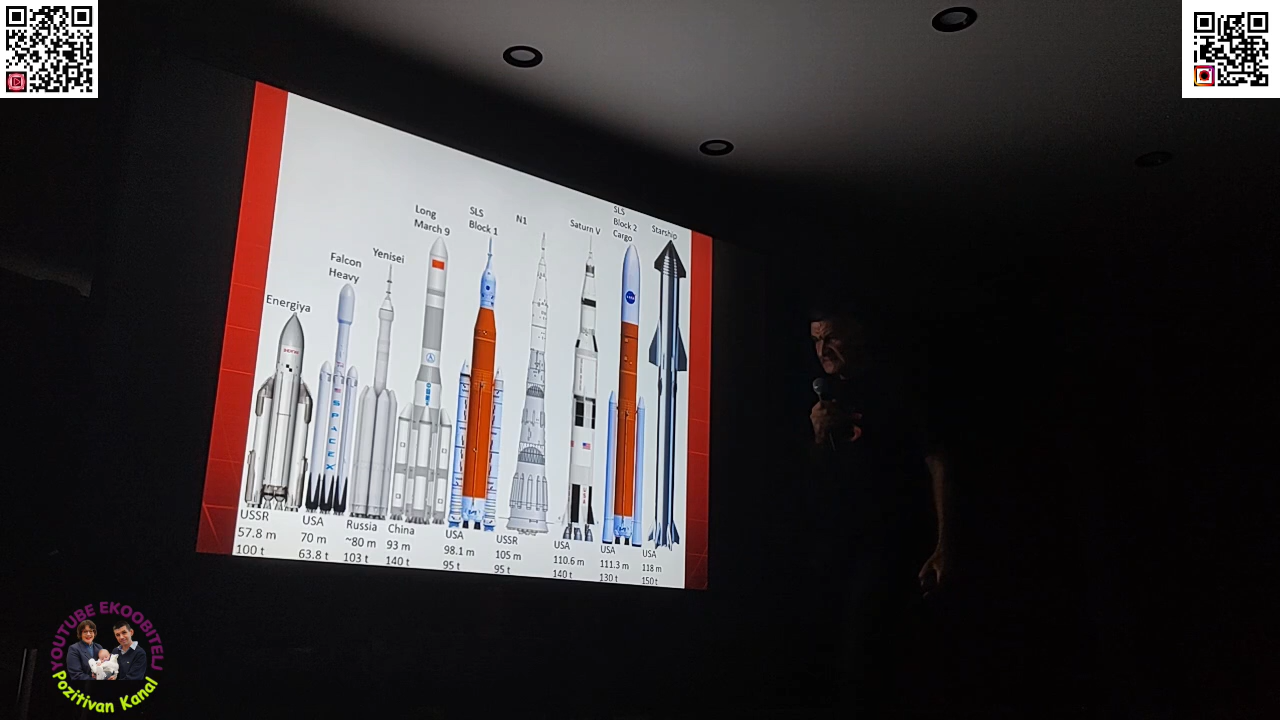 Energiya
Falcon
Heavy
Yenisei
Long
March 9
SLS
Block 1
N1
Saturn V
SLS
Block 2
Cargo
Starship
SPACEX
USA
USSR
57.8 m
100 t
USA
70 m
63.8 t
Russia
~80 m
103 t
China
93 m
140 t
USA
98.1 m
95 t
USSR
105 m
95 t
USA
110.6 m
140 t
USA
111.3 m
130 t
USA
118 m
150t
YOUTUBE EKOOBITELJ
Pozitivan Kanal